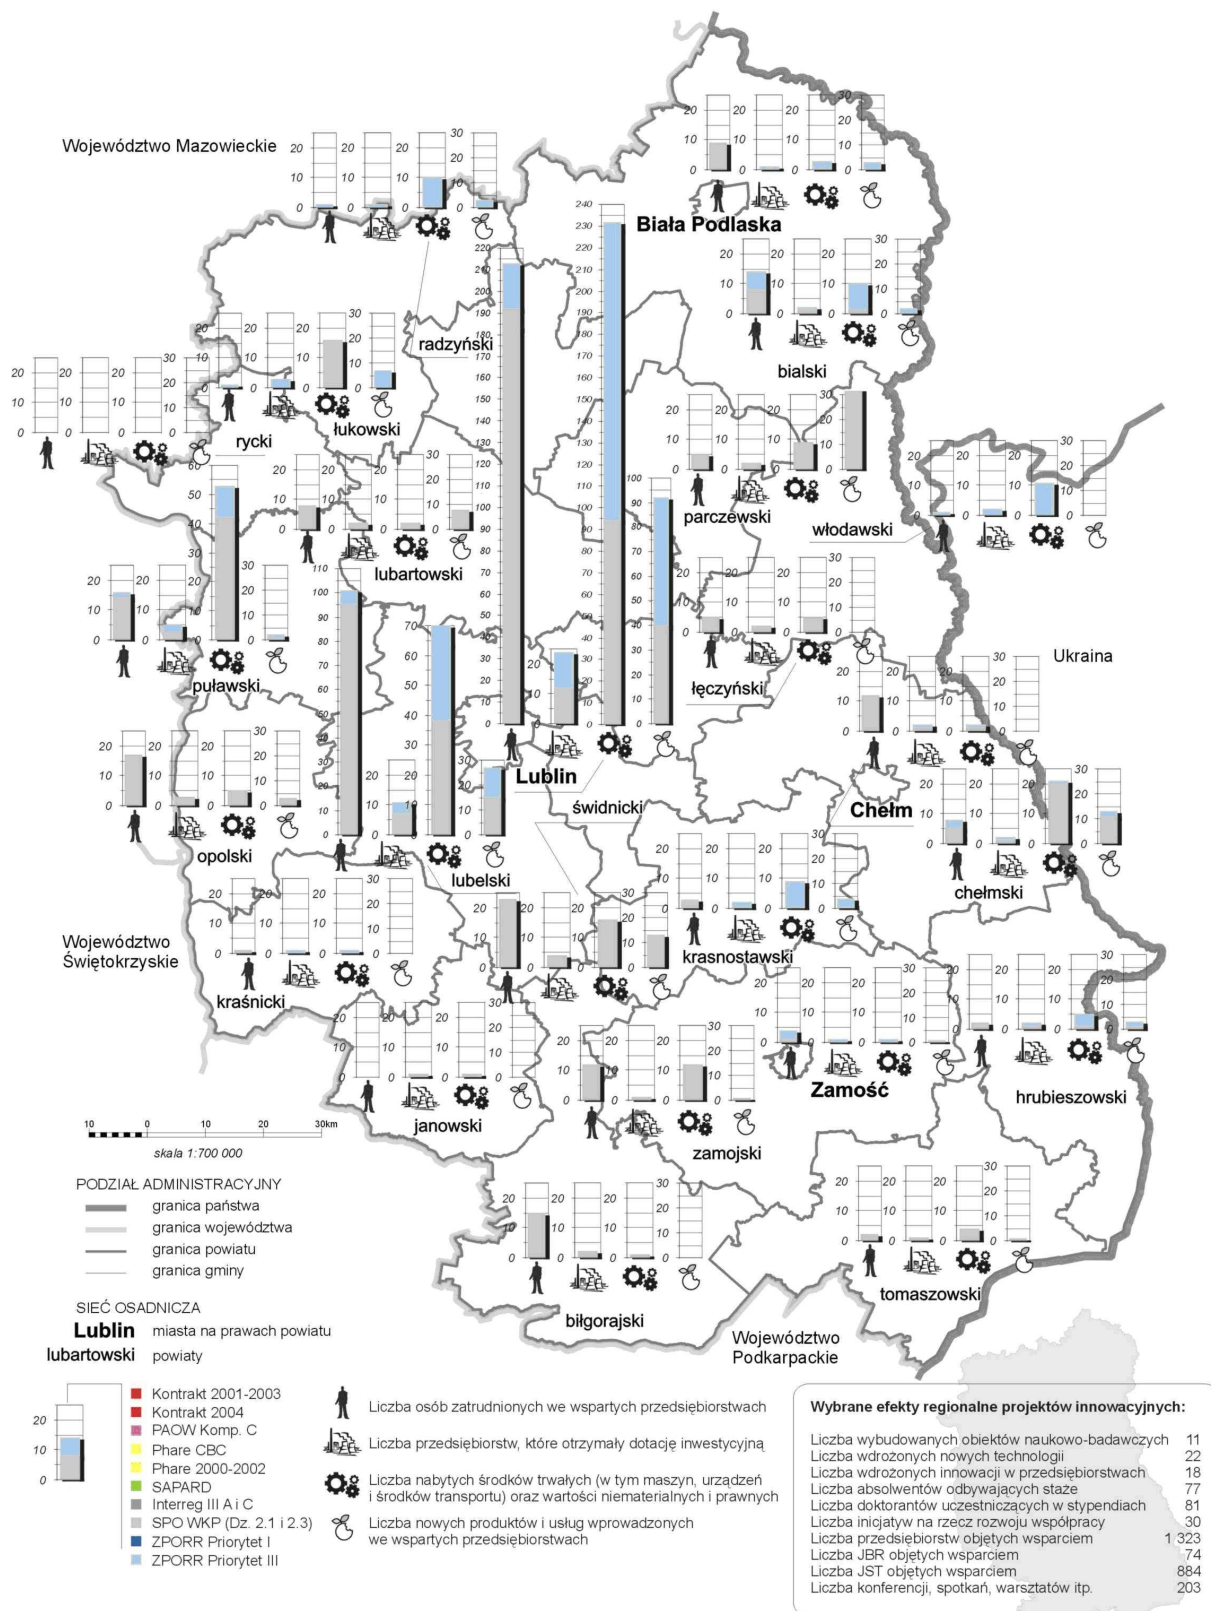 Województwo Mazowieckie
Biała Podlaska
radzyński
bialski
rycki
łukowski
parczewski
włodawski
lubartowski
Ukraina
puławski
łęczyński
Lublin
świdnicki
Chełm
opolski
lubelski
chełmski
Województwo
Świętokrzyskie
krasnostawski
kraśnicki
Zamość
hrubieszowski
janowski
zamojski
10 0 10 20 30km
skala 1:700 000
PODZIAŁ ADMINISTRACYJNY
granica państwa
granica województwa
granica powiatu
granica gminy
tomaszowski
biłgorajski
Województwo
Podkarpackie
SIEĆ OSADNICZA
Lublin miasta na prawach powiatu
lubartowski powiaty
20
10
0
Kontrakt 2001-2003
Kontrakt 2004
PAOW Komp. C
Phare CBC
Phare 2000-2002
SAPARD
Interreg III A i C
SPO WKP (Dz. 2.1 i 2.3)
ZPORR Priorytet I
ZPORR Priorytet III
Liczba osób zatrudnionych we wspartych przedsiębiorstwach
Liczba przedsiębiorstw, które otrzymały dotację inwestycyjną
Liczba nabytych środków trwałych (w tym maszyn, urządzeń
i środków transportu) oraz wartości niematerialnych i prawnych
Liczba nowych produktów i usług wprowadzonych
we wspartych przedsiębiorstwach
Wybrane efekty regionalne projektów innowacyjnych:
Liczba wybudowanych obiektów naukowo-badawczych 11
Liczba wdrożonych nowych technologii 22
Liczba wdrożonych innowacji w przedsiębiorstwach 18
Liczba absolwentów odbywających staże 77
Liczba doktorantów uczestniczących w stypendiach 81
Liczba inicjatyw na rzecz rozwoju współpracy 30
Liczba przedsiębiorstw objętych wsparciem 1 323
Liczba JBR objętych wsparciem 74
Liczba JST objętych wsparciem 884
Liczba konferencji, spotkań, warsztatów itp. 203